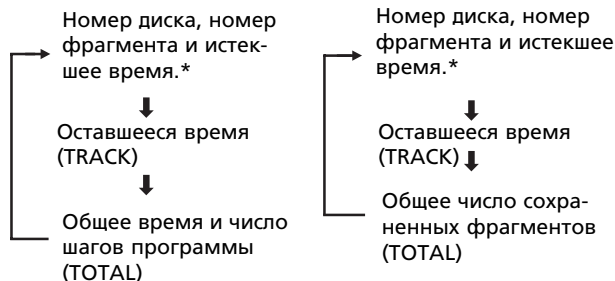 Номер диска, номер
фрагмента и истек-
шее время.*
Оставшееся время
(TRACK)
Общее время и число
шагов программы
(TOTAL)
Номер диска, номер
фрагмента и истекшее
время.*
Оставшееся время
(TRACK)
Общее число сохра-
ненных фрагментов
(TOTAL)